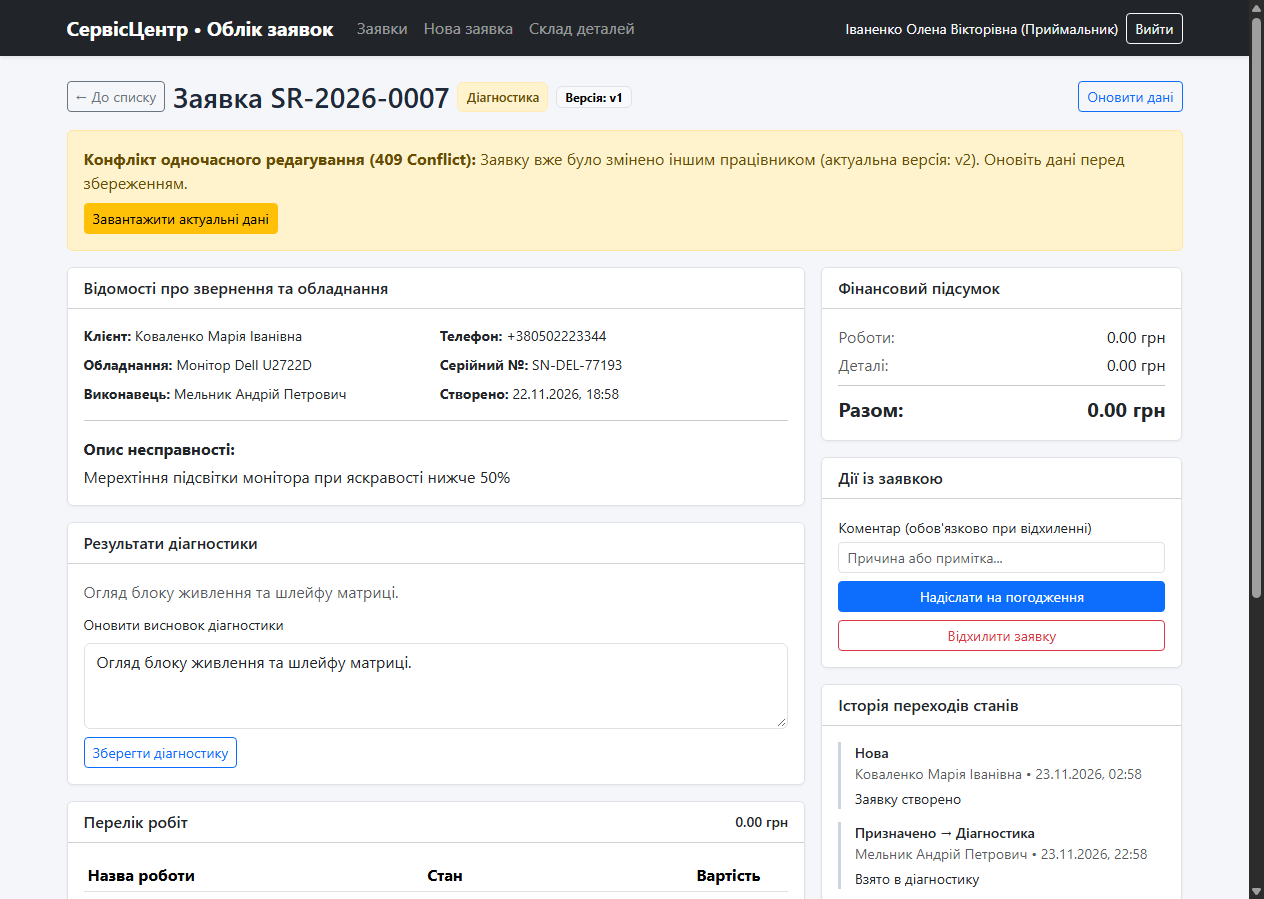 СервісЦентр • Облік заявок
Заявки
Нова заявка
Склад деталей
Іваненко Олена Вікторівна (Приймальник)
Вийти
← До списку
Заявка SR-2026-0007
Діагностика
Версія: v1
Оновити дані
Конфлікт одночасного редагування (409 Conflict): Заявку вже було змінено іншим працівником (актуальна версія: v2). Оновіть дані перед
збереженням.
Завантажити актуальні дані
Відомості про звернення та обладнання
Клієнт: Коваленко Марія Іванівна
Телефон: +380502223344
Обладнання: Монітор Dell U2722D
Серійний №: SN-DEL-77193
Виконавець: Мельник Андрій Петрович
Створено: 22.11.2026, 18:58
Опис несправності:
Мерехтіння підсвітки монітора при яскравості нижче 50%
Результати діагностики
Огляд блоку живлення та шлейфу матриці.
Оновити висновок діагностики
Огляд блоку живлення та шлейфу матриці.
Зберегти діагностику
Перелік робіт
0.00 грн
Назва роботи
Стан
Вартість
Фінансовий підсумок
Роботи:
0.00 грн
Деталі:
0.00 грн
Разом:
0.00 грн
Дії із заявкою
Коментар (обов'язково при відхиленні)
Причина або примітка...
Надіслати на погодження
Відхилити заявку
Історія переходів станів
Нова
Коваленко Марія Іванівна • 23.11.2026, 02:58
Заявку створено
Призначено → Діагностика
Мельник Андрій Петрович • 23.11.2026, 22:58
Взято в діагностику